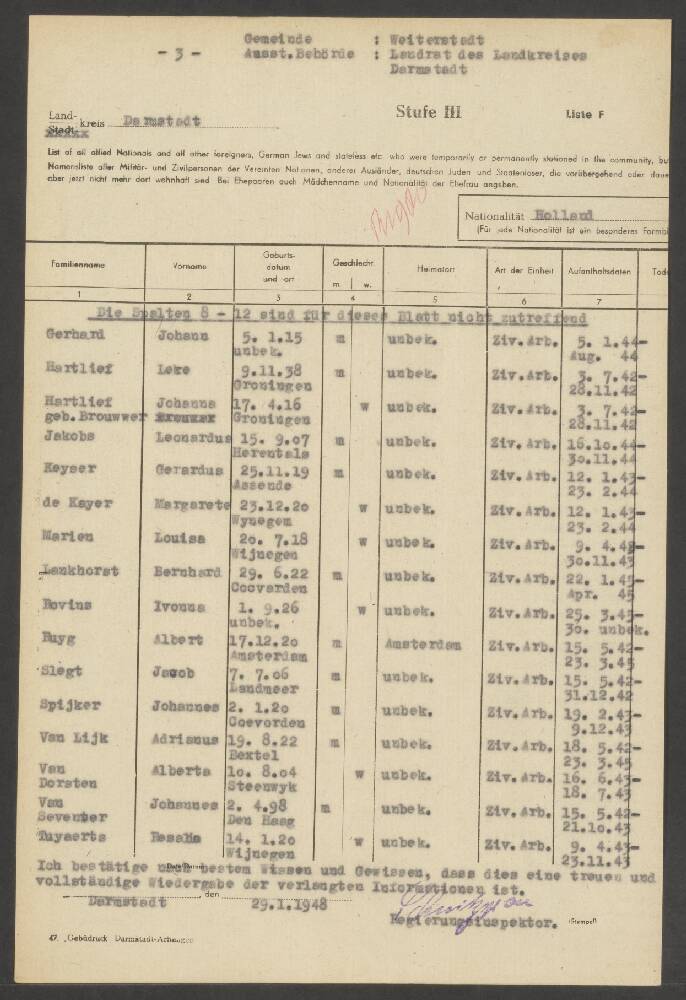 - 3 -
Gemeinde : Weiterstadt
Ausst.Behörde : Landrat des Landkreises
Darmstadt
Land-
Stadt- kreis Darmstadt
Stufe III
Liste F
List of all allied Nationals and all other foreigners, German Jews and stateless etc. who were temporarily or permanently stationed in the community, bu
Namensliste aller Militär- und Zivilpersonen der Vereinten Nationen, anderer Ausländer, deutschen Juden und Staatenloser, die vorübergehend oder daue
aber jetzt nicht mehr dort wohnhaft sind. Bei Ehepaaren auch Mädchenname und Nationalität der Ehefrau angeben.
Nationalität Holland
(Für jede Nationalität ist ein besonderes Formbl
Familienname Vorname Geburts-datum und -ort Geschlecht m. w. Heimatort Art der Einheit Aufenthaltsdaten Tod
1 2 3 4 5 6 7
Die Spalten 8 - 12 sind für dieses Blatt nicht zutreffend
Gerhard Johann 5. 1.15 m unbek. Ziv.Arb. 5. 1.44-
unbek. Aug. 44
Hartlief Leke 9.11.38 m unbek. Ziv.Arb. 3. 7.42-
Groningen 28.11.42
Hartlief Johanna 17. 4.16 w unbek. Ziv.Arb. 3. 7.42-
geb.Brouwwer Groningen 28.11.42
Jakobs Leonardus 15. 9.07 m unbek. Ziv.Arb. 16.10.44-
Herentals 30.11.44
Keyser Gerardus 25.11.19 m unbek. Ziv.Arb. 12. 1.43-
Assende 23. 2.44
de Kayer Margarete 23.12.20 w unbek. Ziv.Arb. 12. 1.43-
Wynegem 23. 2.44
Marien Louisa 20. 7.18 w unbek. Ziv.Arb. 9. 4.43-
Wijnegen 30.11.43
Lankhorst Bernhard 29. 6.22 m unbek. Ziv.Arb. 22. 1.45-
Coevarden Apr. 45
Rovins Ivonna 1. 9.26 w unbek. Ziv.Arb. 25. 3.45-
unbek. 30. unbek.
Ruyg Albert 17.12.20 m Amsterdam Ziv.Arb. 15. 5.42-
Amsterdam 23. 3.45
Slegt Jacob 7. 7.06 m unbek. Ziv.Arb. 15. 5.42-
Landmeer 31.12.42
Spijker Johannes 2. 1.20 m unbek. Ziv.Arb. 19. 2.43-
Coevorden 9.12.43
Van Lijk Adrianus 19. 8.22 m unbek. Ziv.Arb. 18. 5.42-
Bextel 23. 3.45
Van Alberta 10. 8.04 w unbek. Ziv.Arb. 16. 6.43-
Dorsten Steenwyk 18. 7.43
Van Johannes 2. 4.98 m unbek. Ziv.Arb. 15. 5.42-
Seventer Den Haag 21.10.43
Tuyaerts Rosalia 14. 1.20 w unbek. Ziv.Arb. 9. 4.43-
Wijnegen 23.11.43
Ich bestätige nach bestem Wissen und Gewissen, dass dies eine treues und
vollständige Wiedergabe der verlangten Informationen ist.
Darmstadt , den 29.1.1948
Regierungsinspektor. (Stempel)
47. Gebädruck Darmstadt-Arheilgen